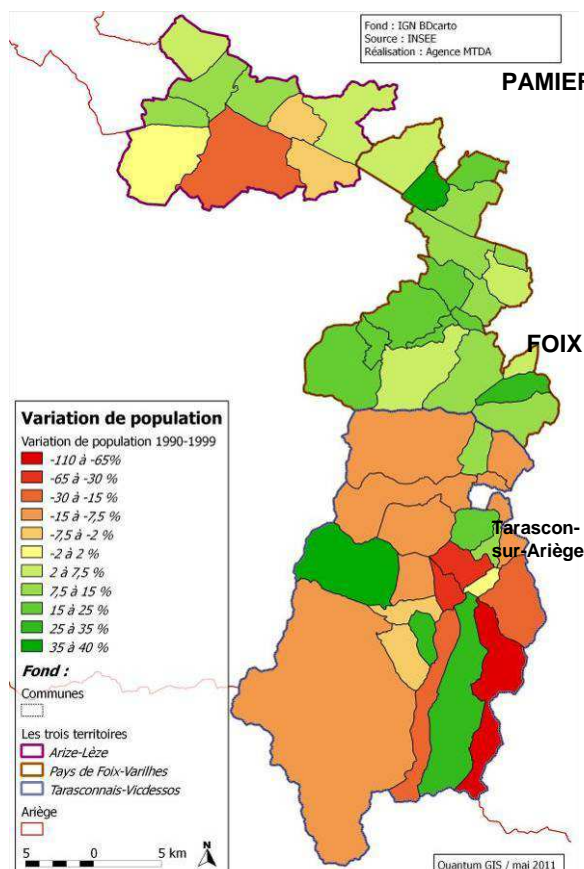 Fond : IGN BDcarto
Source : INSEE
Réalisation : Agence MTDA
PAMIER
FOIX
Tarascon-
sur-Ariège
Variation de population
Variation de population 1990-1999
-110 à -65%
-65 à -30 %
-30 à -15 %
-15 à -7,5 %
-7,5 à -2 %
-2 à 2 %
2 à 7,5 %
7,5 à 15 %
15 à 25 %
25 à 35 %
35 à 40 %
Fond :
Communes
Les trois territoires
Arize-Lèze
Pays de Foix-Varilhes
Tarasconnais-Vicdessos
Ariège
N
5 0 5 km
Quantum GIS / mai 2011